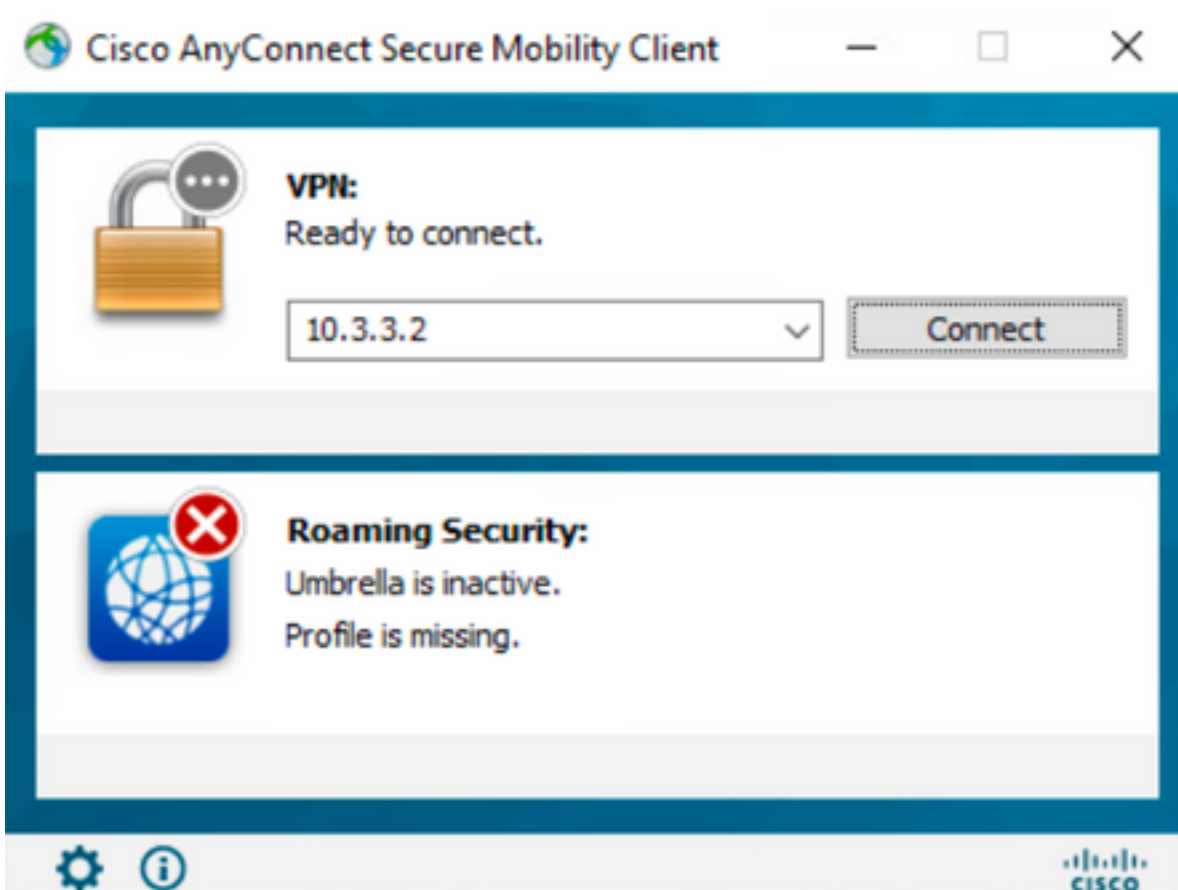 Cisco AnyConnect Secure Mobility Client
VPN:
Ready to connect.
10.3.3.2
Connect
Roaming Security:
Umbrella is inactive.
Profile is missing.
CISCO